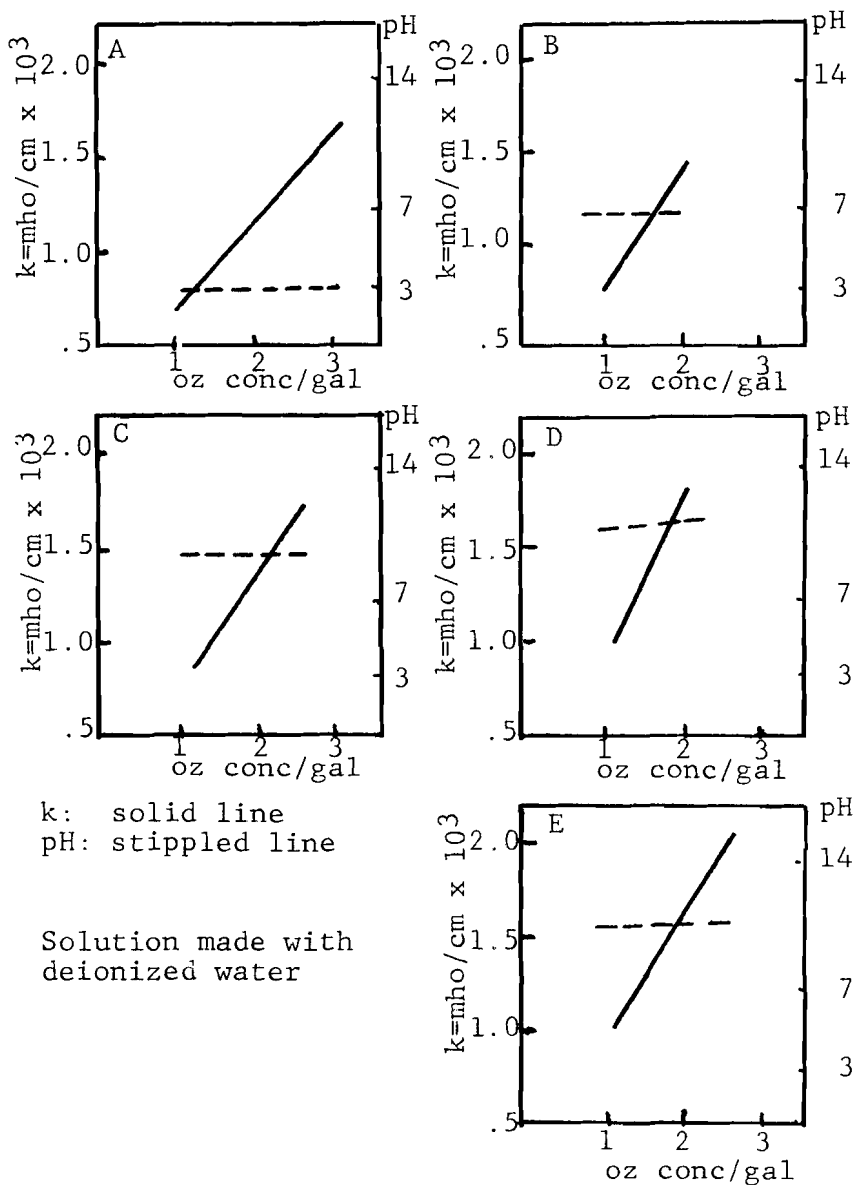 A
pH
k=mho/cm x 10³
2.0
1.5
1.0
.5
14
7
3
1 2 3
oz conc/gal
B
pH
k=mho/cm x 10³
2.0
1.5
1.0
.5
14
7
3
1 2 3
oz conc/gal
C
pH
k=mho/cm x 10³
2.0
1.5
1.0
.5
14
7
3
1 2 3
oz conc/gal
D
pH
k=mho/cm x 10³
2.0
1.5
1.0
.5
14
7
3
1 2 3
oz conc/gal
k: solid line
pH: stippled line
Solution made with
deionized water
E
pH
k=mho/cm x 10³
2.0
1.5
1.0
.5
14
7
3
1 2 3
oz conc/gal